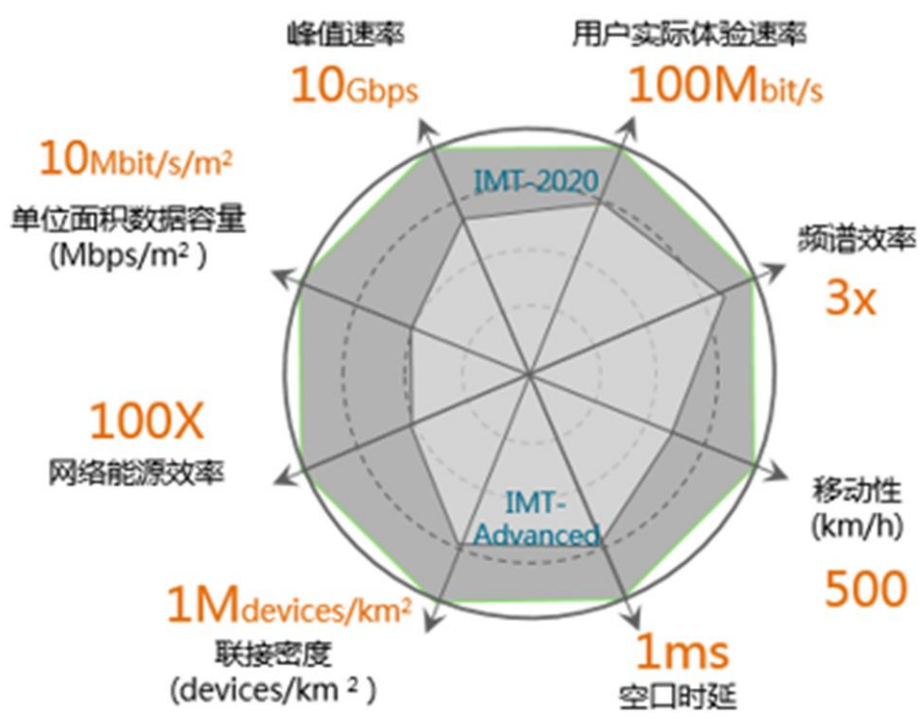 峰值速率
10Gbps
用户实际体验速率
100Mbit/s
10Mbit/s/m²
单位面积数据容量
(Mbps/m² )
IMT-2020
频谱效率
3x
100X
网络能源效率
移动性
(km/h)
500
IMT-
Advanced
1Mdevices/km²
联接密度
(devices/km ² )
1ms
空口时延